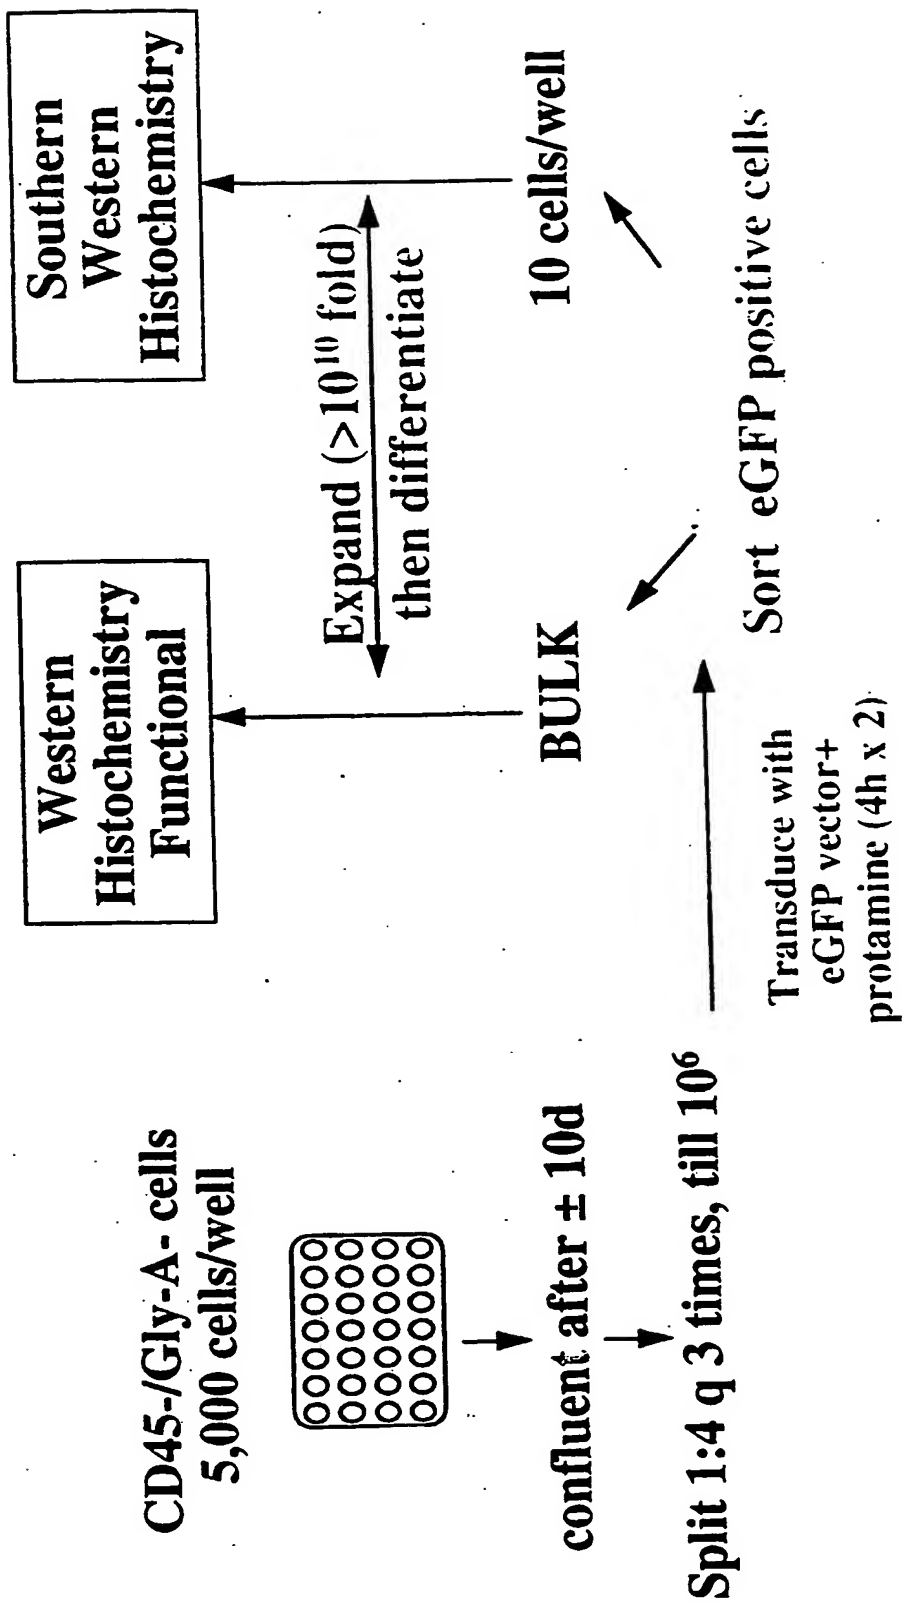 CD45-/Gly-A- cells
5,000 cells/well
confluent after ± 10d
Split 1:4 q 3 times, till 10⁶
Transduce with
eGFP vector+
protamine (4h x 2)
Sort eGFP positive cells
BULK
10 cells/well
Expand (>10¹⁰ fold)
then differentiate
Western
Histochemistry
Functional
Southern
Western
Histochemistry